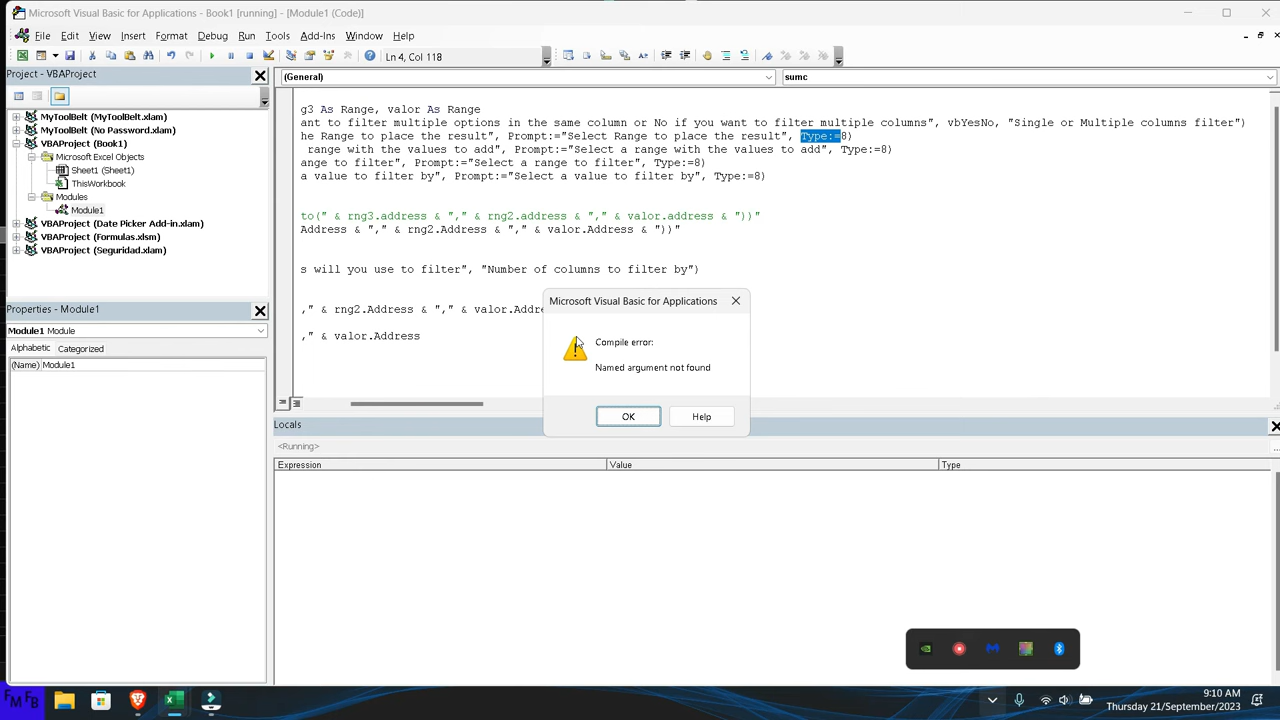 Microsoft Visual Basic for Applications - Book1 [running] - [Module1 (Code)]
File Edit View Insert Format Debug Run Tools Add-Ins Window Help
Ln 4, Col 118
Project - VBAProject
(General)
sumc
MyToolBelt (MyToolBelt.xlam)
MyToolBelt (No Password.xlam)
VBAProject (Book1)
Microsoft Excel Objects
Sheet1 (Sheet1)
ThisWorkbook
Modules
Module1
VBAProject (Date Picker Add-in.xlam)
VBAProject (Formulas.xlsm)
VBAProject (Seguridad.xlam)
g3 As Range, valor As Range
ant to filter multiple options in the same column or No if you want to filter multiple columns", vbYesNo, "Single or Multiple columns filter")
he Range to place the result", Prompt:="Select Range to place the result", Type:=8)
range with the values to add", Prompt:="Select a range with the values to add", Type:=8)
ange to filter", Prompt:="Select a range to filter", Type:=8)
a value to filter by", Prompt:="Select a value to filter by", Type:=8)
to(" & rng3.address & "," & rng2.address & "," & valor.address & "))"
Address & "," & rng2.Address & "," & valor.Address & "))"
s will you use to filter", "Number of columns to filter by")
," & rng2.Address & "," & valor.Addre
," & valor.Address
Microsoft Visual Basic for Applications
Compile error:
Named argument not found
OK
Help
Properties - Module1
Module1 Module
Alphabetic Categorized
(Name) Module1
Locals
<Running>
Expression Value Type
FMFB
9:10 AM
Thursday 21/September/2023